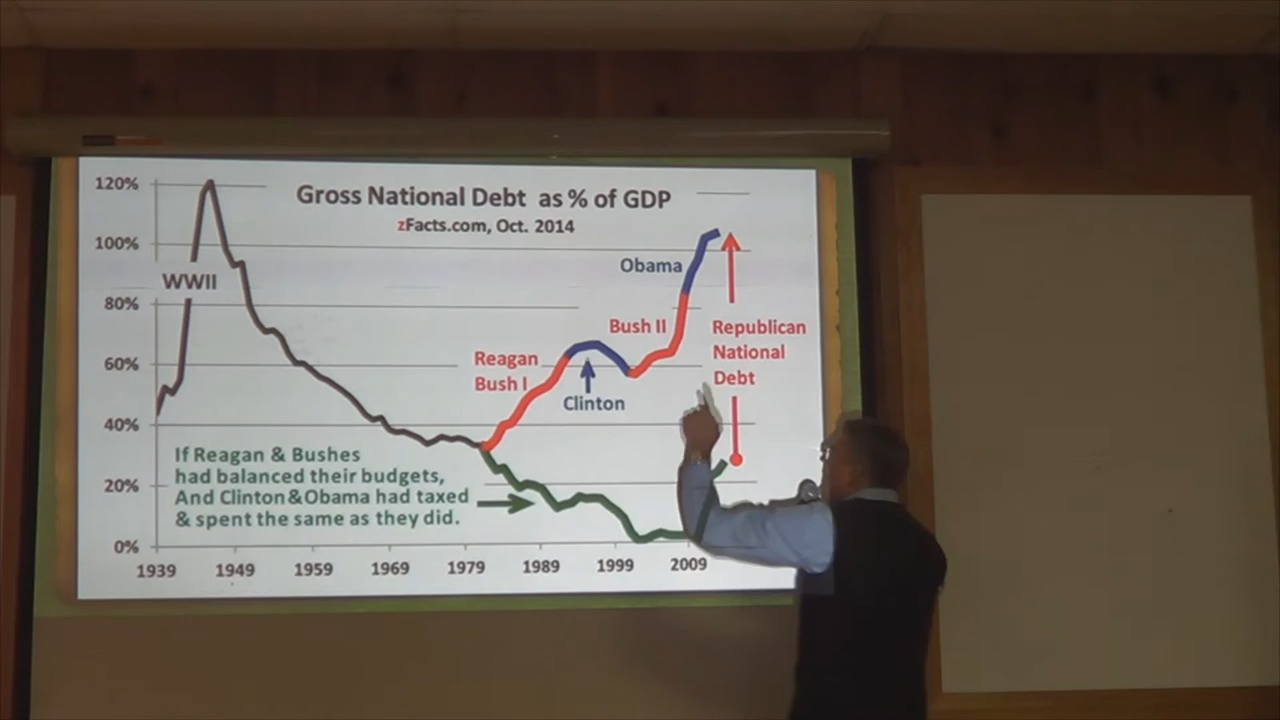 Gross National Debt as % of GDP
zFacts.com, Oct. 2014
120%
100%
80%
60%
40%
20%
0%
WWII
Obama
Bush II
Republican
National
Debt
Reagan
Bush I
Clinton
If Reagan & Bushes
had balanced their budgets,
And Clinton & Obama had taxed
& spent the same as they did.
1939 1949 1959 1969 1979 1989 1999 2009